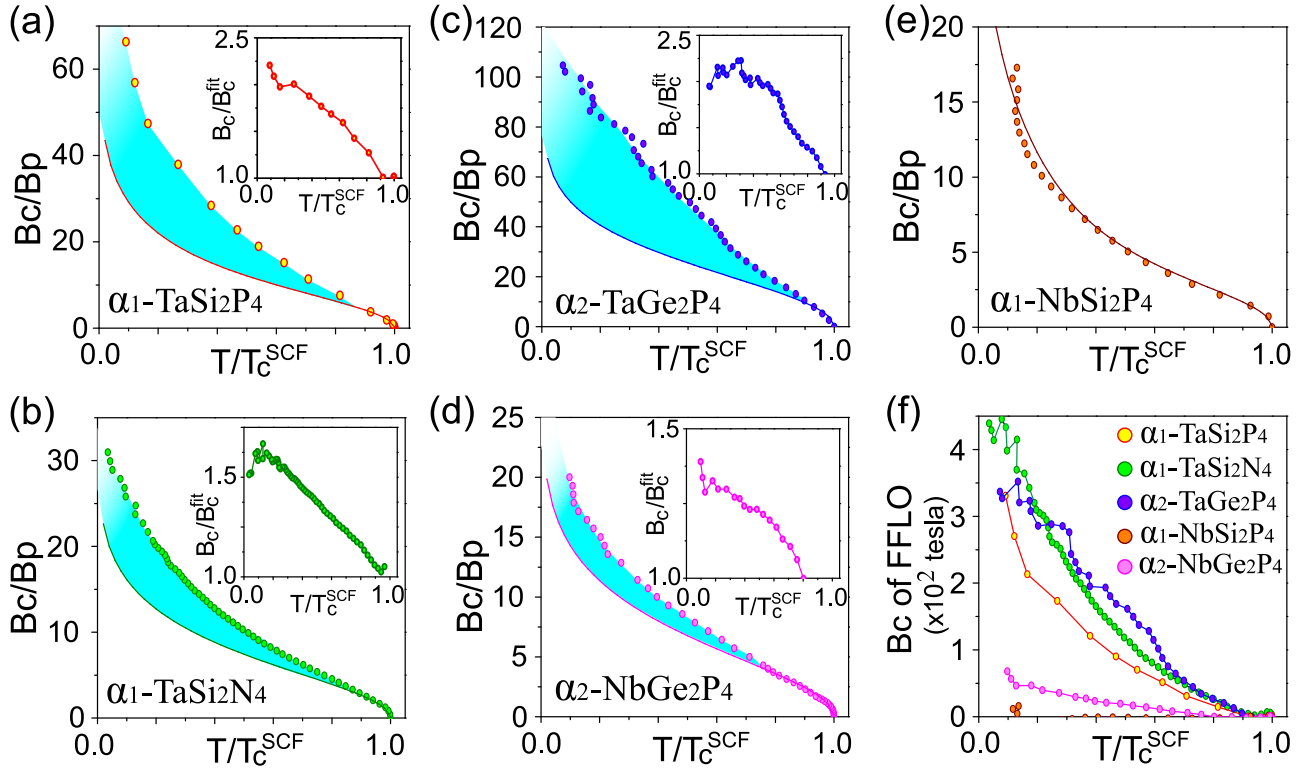 (a)
60
40
20
0
Bc/Bp
0.0
1.0
T/Tc^SCF
α1-TaSi2P4
2.5
1.0
Bc/Bc^fit
0.0
1.0
T/Tc^SCF
(c)
120
100
80
60
40
20
0
Bc/Bp
0.0
1.0
T/Tc^SCF
α2-TaGe2P4
2.5
1.0
Bc/Bc^fit
0.0
1.0
T/Tc^SCF
(e)
20
15
10
5
0
Bc/Bp
0.0
1.0
T/Tc^SCF
α1-NbSi2P4
(b)
30
20
10
0
Bc/Bp
0.0
1.0
T/Tc^SCF
α1-TaSi2N4
1.5
1.0
Bc/Bc^fit
0.0
1.0
T/Tc^SCF
(d)
25
20
15
10
5
0
Bc/Bp
0.0
1.0
T/Tc^SCF
α2-NbGe2P4
1.5
1.0
Bc/Bc^fit
0.0
1.0
T/Tc^SCF
(f)
4
3
2
1
0
Bc of FFLO
(x10^2 tesla)
0.0
1.0
T/Tc^SCF
α1-TaSi2P4
α1-TaSi2N4
α2-TaGe2P4
α1-NbSi2P4
α2-NbGe2P4